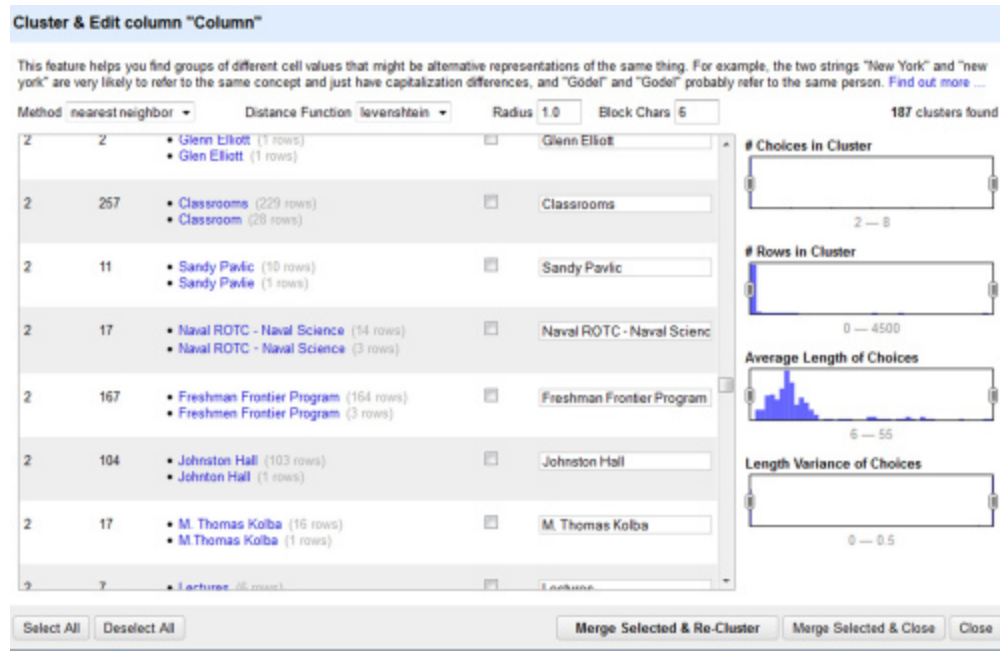 Cluster & Edit column "Column"
This feature helps you find groups of different cell values that might be alternative representations of the same thing. For example, the two strings "New York" and "new
york" are very likely to refer to the same concept and just have capitalization differences, and "Gödel" and "Godel" probably refer to the same person. Find out more ...
Method nearest neighbor Distance Function levenshtein Radius 1.0 Block Chars 6 187 clusters found
2 2 • Glenn Elliott (1 rows) Glenn Elliott
• Glen Elliott (1 rows)
2 257 • Classrooms (229 rows) Classrooms
• Classroom (28 rows)
2 11 • Sandy Pavlic (10 rows) Sandy Pavlic
• Sandy Pavlie (1 rows)
2 17 • Naval ROTC - Naval Science (14 rows) Naval ROTC - Naval Scienc
• Naval ROTC - Naval Science (3 rows)
2 167 • Freshman Frontier Program (164 rows) Freshman Frontier Program
• Freshmen Frontier Program (3 rows)
2 104 • Johnston Hall (103 rows) Johnston Hall
• Johnton Hall (1 rows)
2 17 • M. Thomas Kolba (16 rows) M. Thomas Kolba
• M.Thomas Kolba (1 rows)
2 7 • Lectures (6 rows) Lectures
# Choices in Cluster
2 — 8
# Rows in Cluster
0 — 4500
Average Length of Choices
6 — 55
Length Variance of Choices
0 — 0.5
Select All Deselect All Merge Selected & Re-Cluster Merge Selected & Close Close